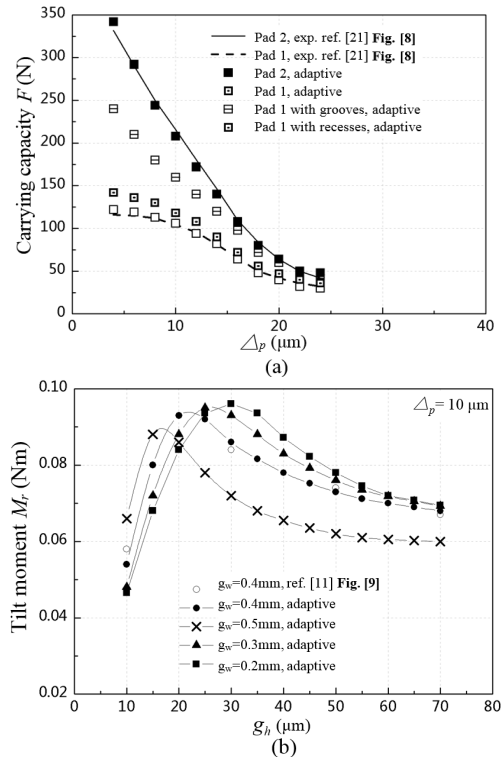 350
300
250
200
150
100
50
0
Carrying capacity F (N)
Pad 2, exp. ref. [21] Fig. [8]
Pad 1, exp. ref. [21] Fig. [8]
Pad 2, adaptive
Pad 1, adaptive
Pad 1 with grooves, adaptive
Pad 1 with recesses, adaptive
0 10 20 30 40
△p (μm)
(a)
0.10
0.08
0.06
0.04
0.02
Tilt moment Mr (Nm)
△p= 10 μm
gw=0.4mm, ref. [11] Fig. [9]
gw=0.4mm, adaptive
gw=0.5mm, adaptive
gw=0.3mm, adaptive
gw=0.2mm, adaptive
0 10 20 30 40 50 60 70 80
gh (μm)
(b)